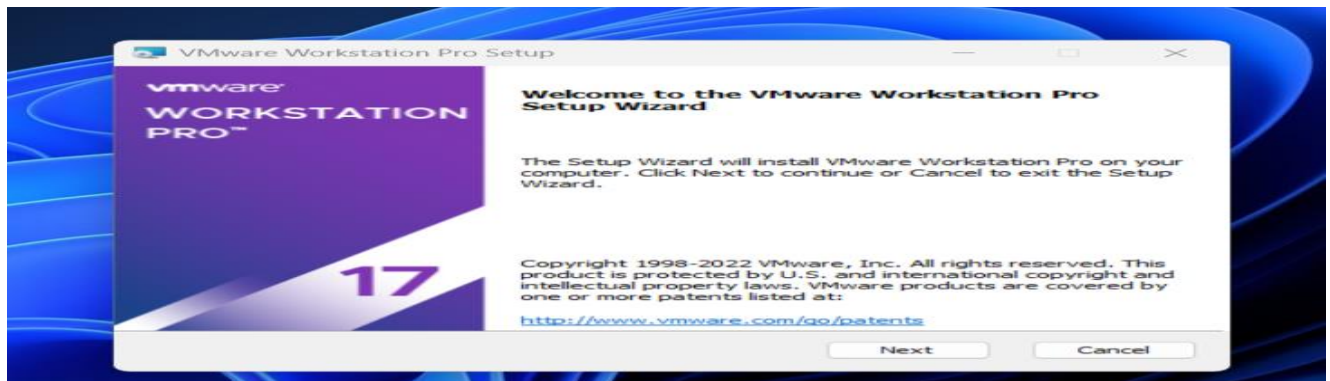 VMware Workstation Pro Setup
vmware
WORKSTATION
PRO™
17
Welcome to the VMware Workstation Pro
Setup Wizard
The Setup Wizard will install VMware Workstation Pro on your
computer. Click Next to continue or Cancel to exit the Setup
Wizard.
Copyright 1998-2022 VMware, Inc. All rights reserved. This
product is protected by U.S. and international copyright and
intellectual property laws. VMware products are covered by
one or more patents listed at:
http://www.vmware.com/go/patents
Next
Cancel